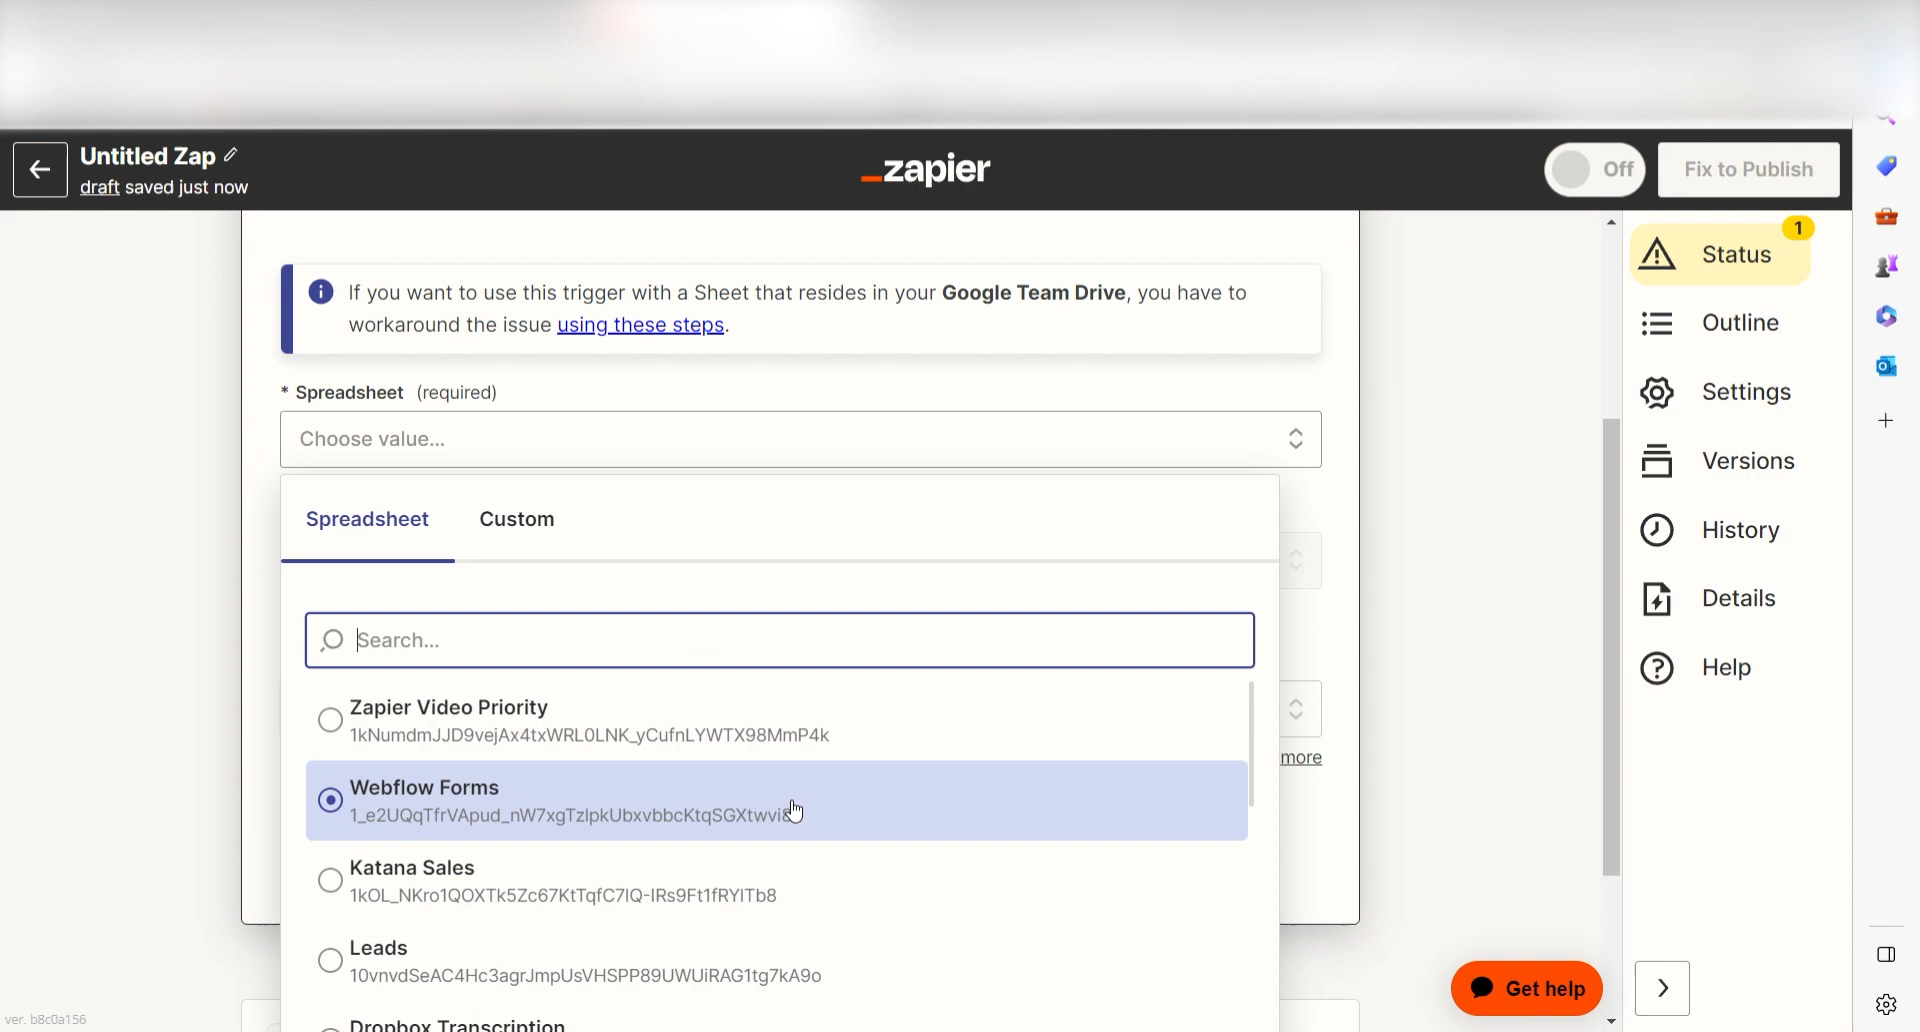 Untitled Zap
draft saved just now
zapier
Off
Fix to Publish
1
Status
Outline
Settings
Versions
History
Details
Help
If you want to use this trigger with a Sheet that resides in your Google Team Drive, you have to
workaround the issue using these steps.
* Spreadsheet (required)
Choose value...
Spreadsheet
Custom
Search...
Zapier Video Priority
1kNumdmJJD9vejAx4txWRL0LNK_yCufnLYWTX98MmP4k
more
Webflow Forms
Katana Sales
1kOL_NKro1QOXTk5Zc67KtTqfC7IQ-IRs9Ft1fRYITb8
Leads
10vnvdSeAC4Hc3agrJmpUsVHSPP89UWUiRAG1tg7kA9o
Dropbox Transcription
Get help
ver. b8c0a156